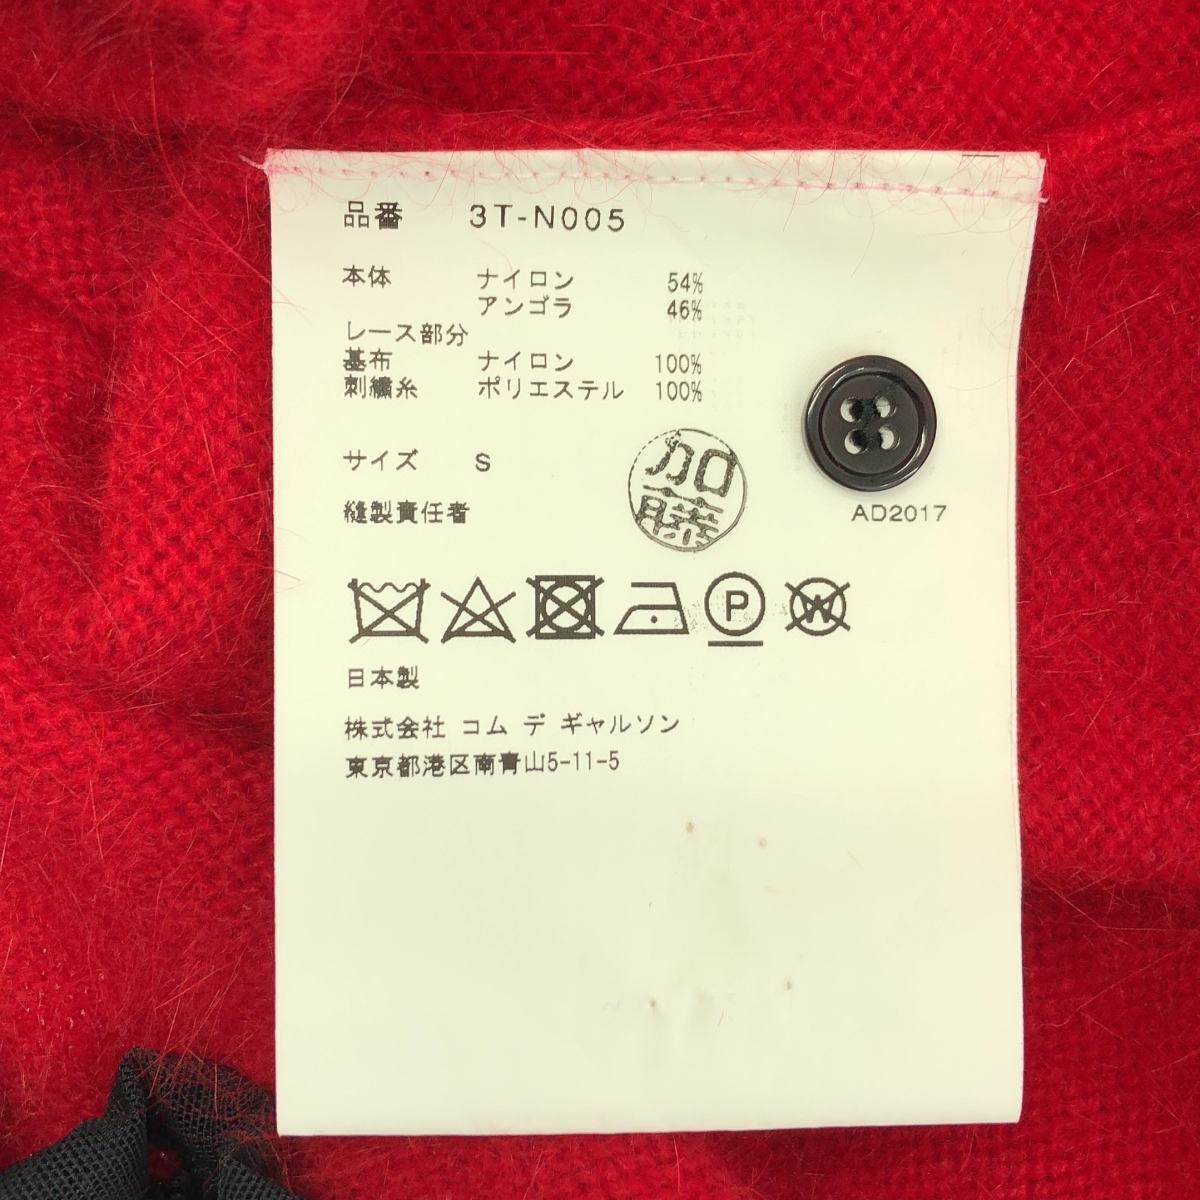 品番 3T-N005
本体 ナイロン 54%
アンゴラ 46%
レース部分
基布 ナイロン 100%
刺繍糸 ポリエステル 100%
サイズ S
縫製責任者 加藤
AD2017
P W
日本製
株式会社 コム デ ギャルソン
東京都港区南青山5-11-5